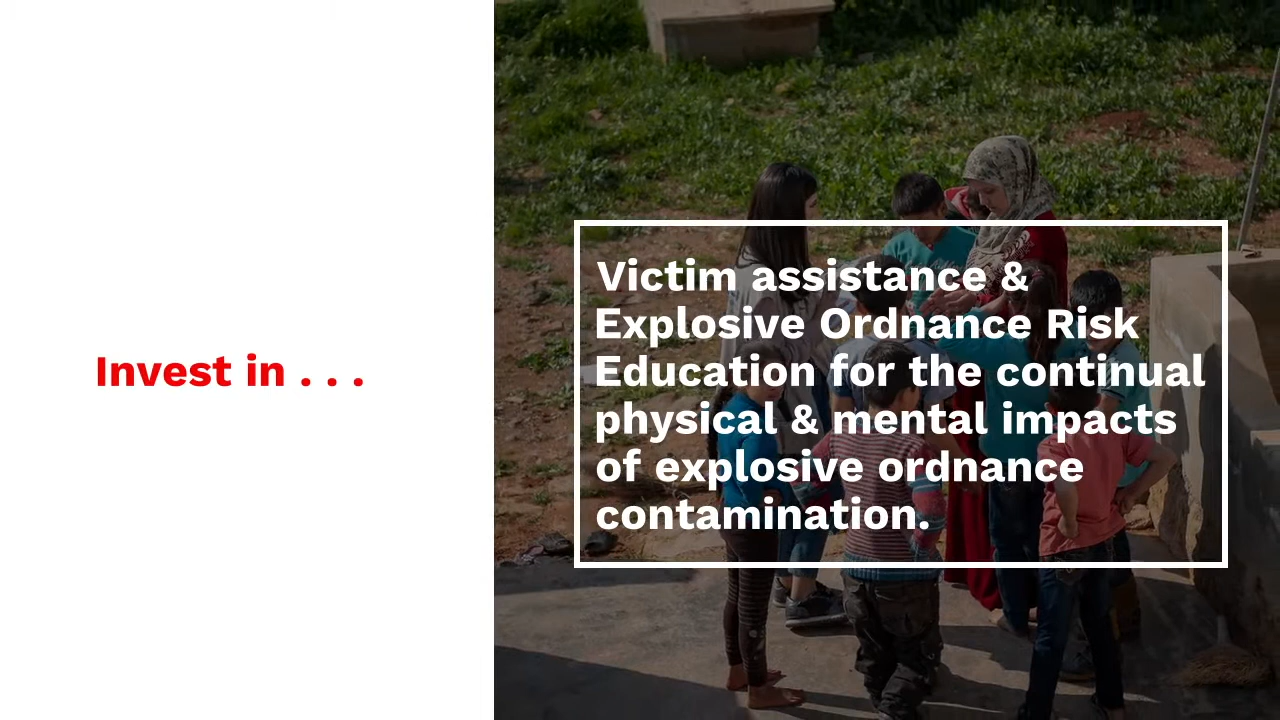 Invest in . . .
Victim assistance &
Explosive Ordnance Risk
Education for the continual
physical & mental impacts
of explosive ordnance
contamination.